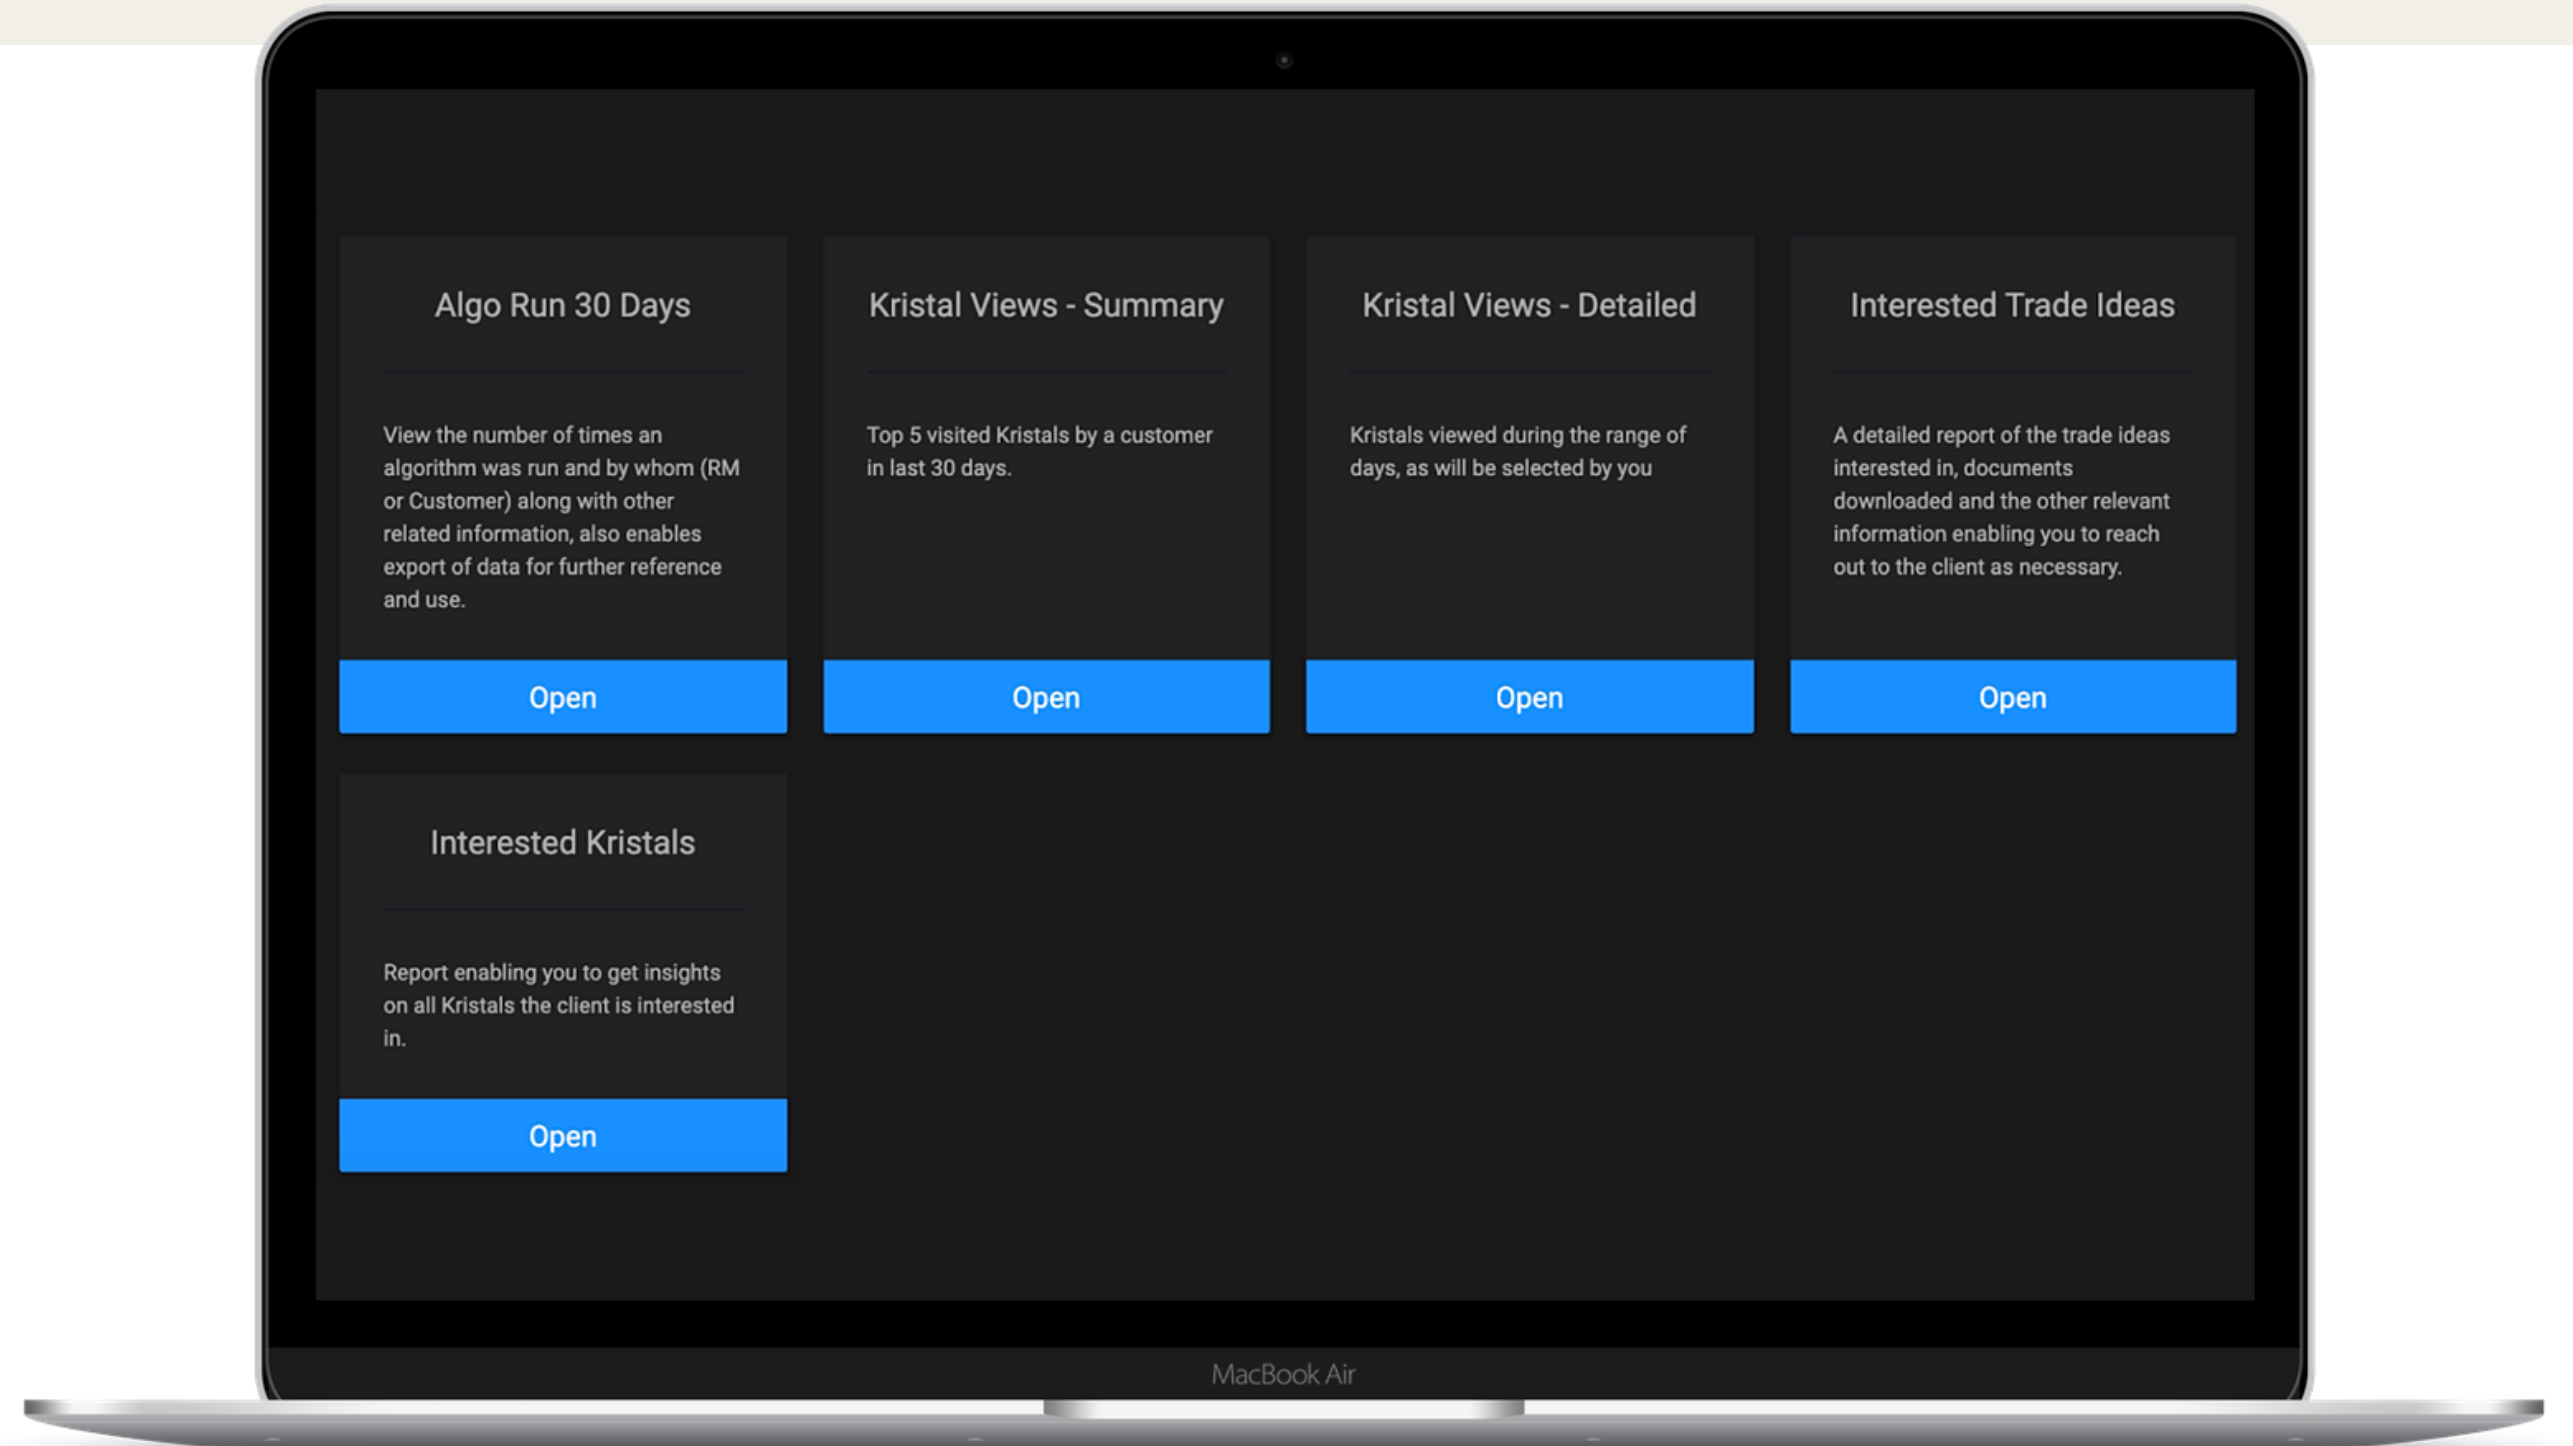 Algo Run 30 Days
View the number of times an
algorithm was run and by whom (RM
or Customer) along with other
related information, also enables
export of data for further reference
and use.
Open
Kristal Views - Summary
Top 5 visited Kristals by a customer
in last 30 days.
Open
Kristal Views - Detailed
Kristals viewed during the range of
days, as will be selected by you
Open
Interested Trade Ideas
A detailed report of the trade ideas
interested in, documents
downloaded and the other relevant
information enabling you to reach
out to the client as necessary.
Open
Interested Kristals
Report enabling you to get insights
on all Kristals the client is interested
in.
Open
MacBook Air